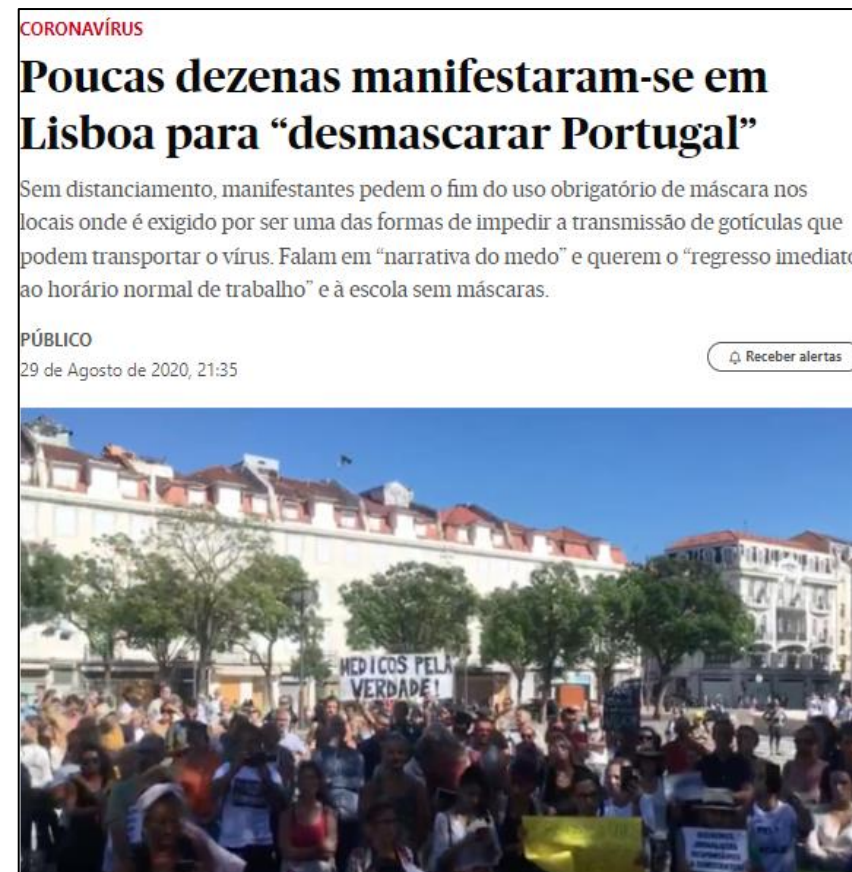 CORONAVÍRUS
Poucas dezenas manifestaram-se em
Lisboa para “desmascarar Portugal”
Sem distanciamento, manifestantes pedem o fim do uso obrigatório de máscara nos
locais onde é exigido por ser uma das formas de impedir a transmissão de gotículas que
podem transportar o vírus. Falam em “narrativa do medo” e querem o “regresso imediato
ao horário normal de trabalho” e à escola sem máscaras.
PÚBLICO
29 de Agosto de 2020, 21:35
Receber alertas
MEDICOS PELA
VERDADE!